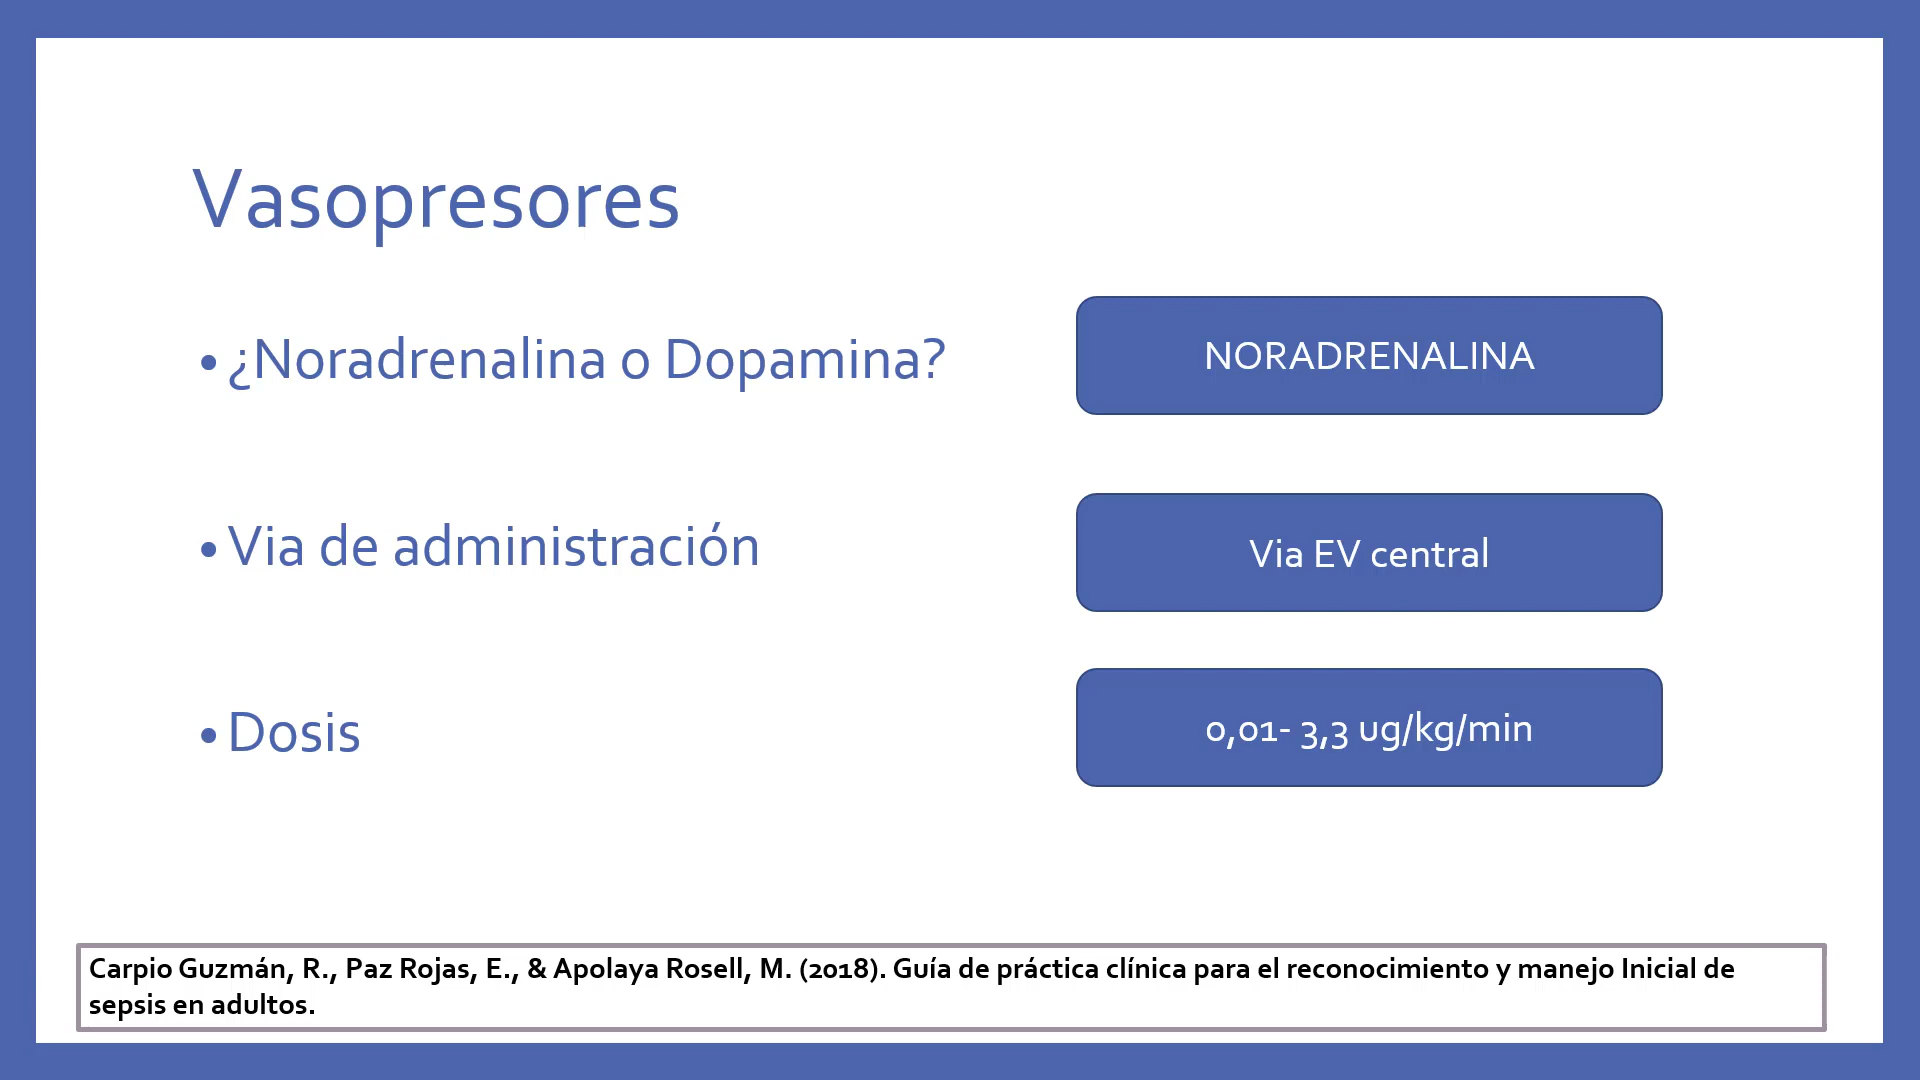 Vasopresores
• ¿Noradrenalina o Dopamina?
NORADRENALINA
• Via de administración
Via EV central
• Dosis
0,01- 3,3 ug/kg/min
Carpio Guzmán, R., Paz Rojas, E., & Apolaya Rosell, M. (2018). Guía de práctica clínica para el reconocimiento y manejo Inicial de
sepsis en adultos.